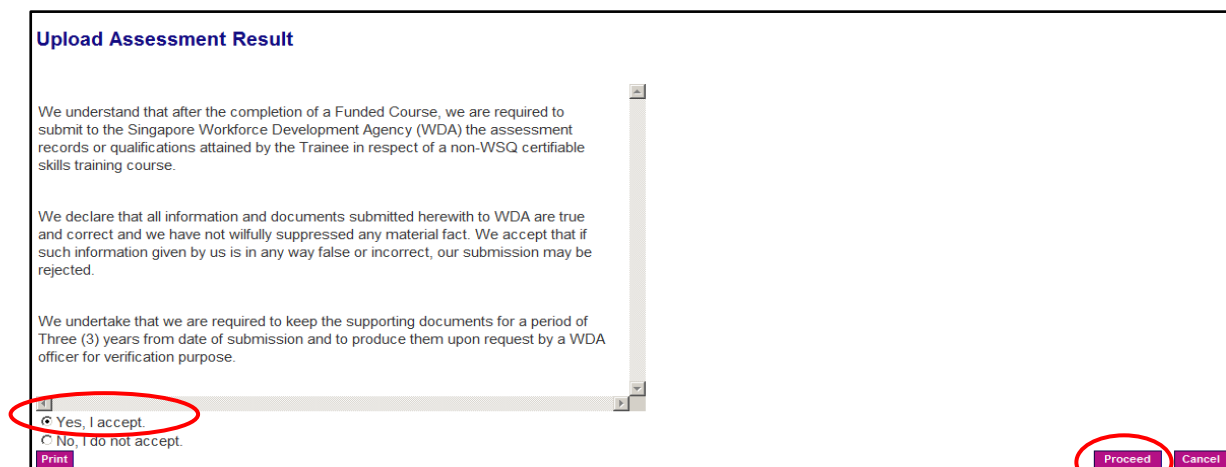 Upload Assessment Result
We understand that after the completion of a Funded Course, we are required to
submit to the Singapore Workforce Development Agency (WDA) the assessment
records or qualifications attained by the Trainee in respect of a non-WSQ certifiable
skills training course.
We declare that all information and documents submitted herewith to WDA are true
and correct and we have not wilfully suppressed any material fact. We accept that if
such information given by us is in any way false or incorrect, our submission may be
rejected.
We undertake that we are required to keep the supporting documents for a period of
Three (3) years from date of submission and to produce them upon request by a WDA
officer for verification purpose.
Yes, I accept.
No, I do not accept.
Print Proceed Cancel